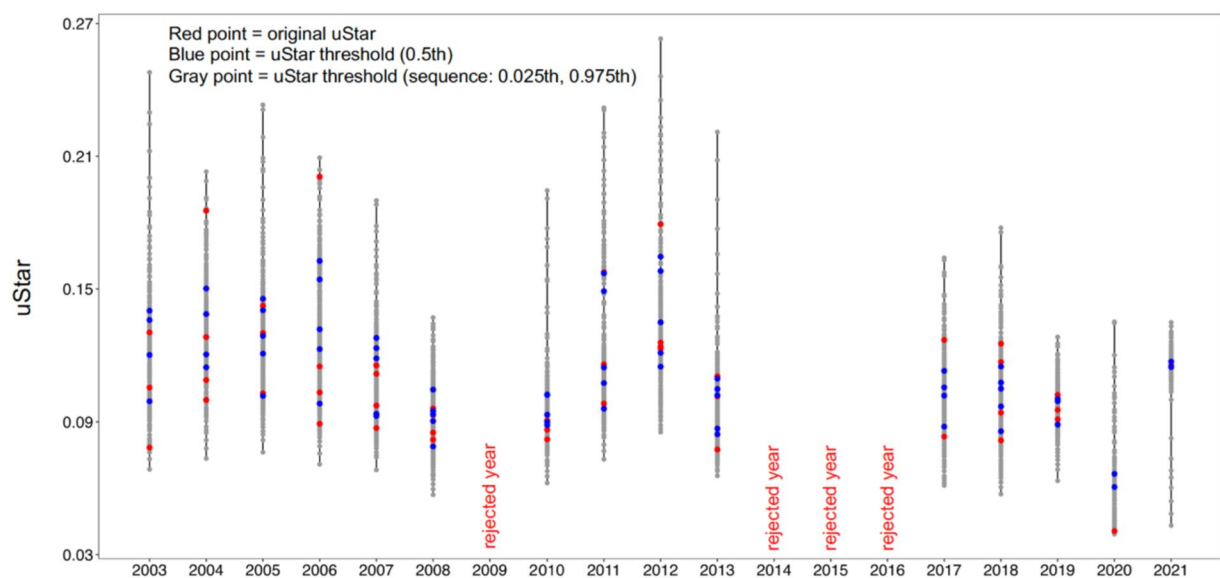 Red point = original uStar
Blue point = uStar threshold (0.5th)
Gray point = uStar threshold (sequence: 0.025th, 0.975th)
0.27
0.21
0.15
0.09
0.03
uStar
rejected year
rejected year
rejected year
rejected year
2003 2004 2005 2006 2007 2008 2009 2010 2011 2012 2013 2014 2015 2016 2017 2018 2019 2020 2021